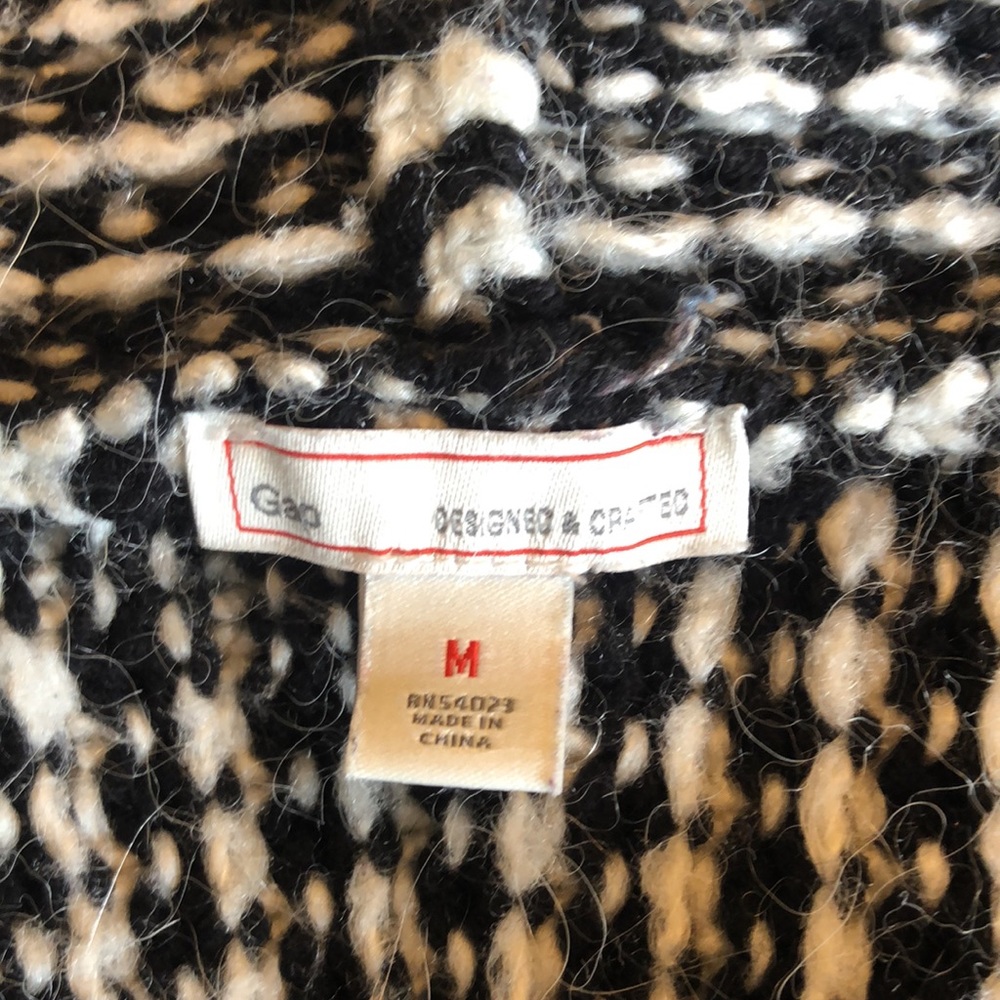 Gap DESIGNED & CRAFTED
M
RN54023
MADE IN
CHINA